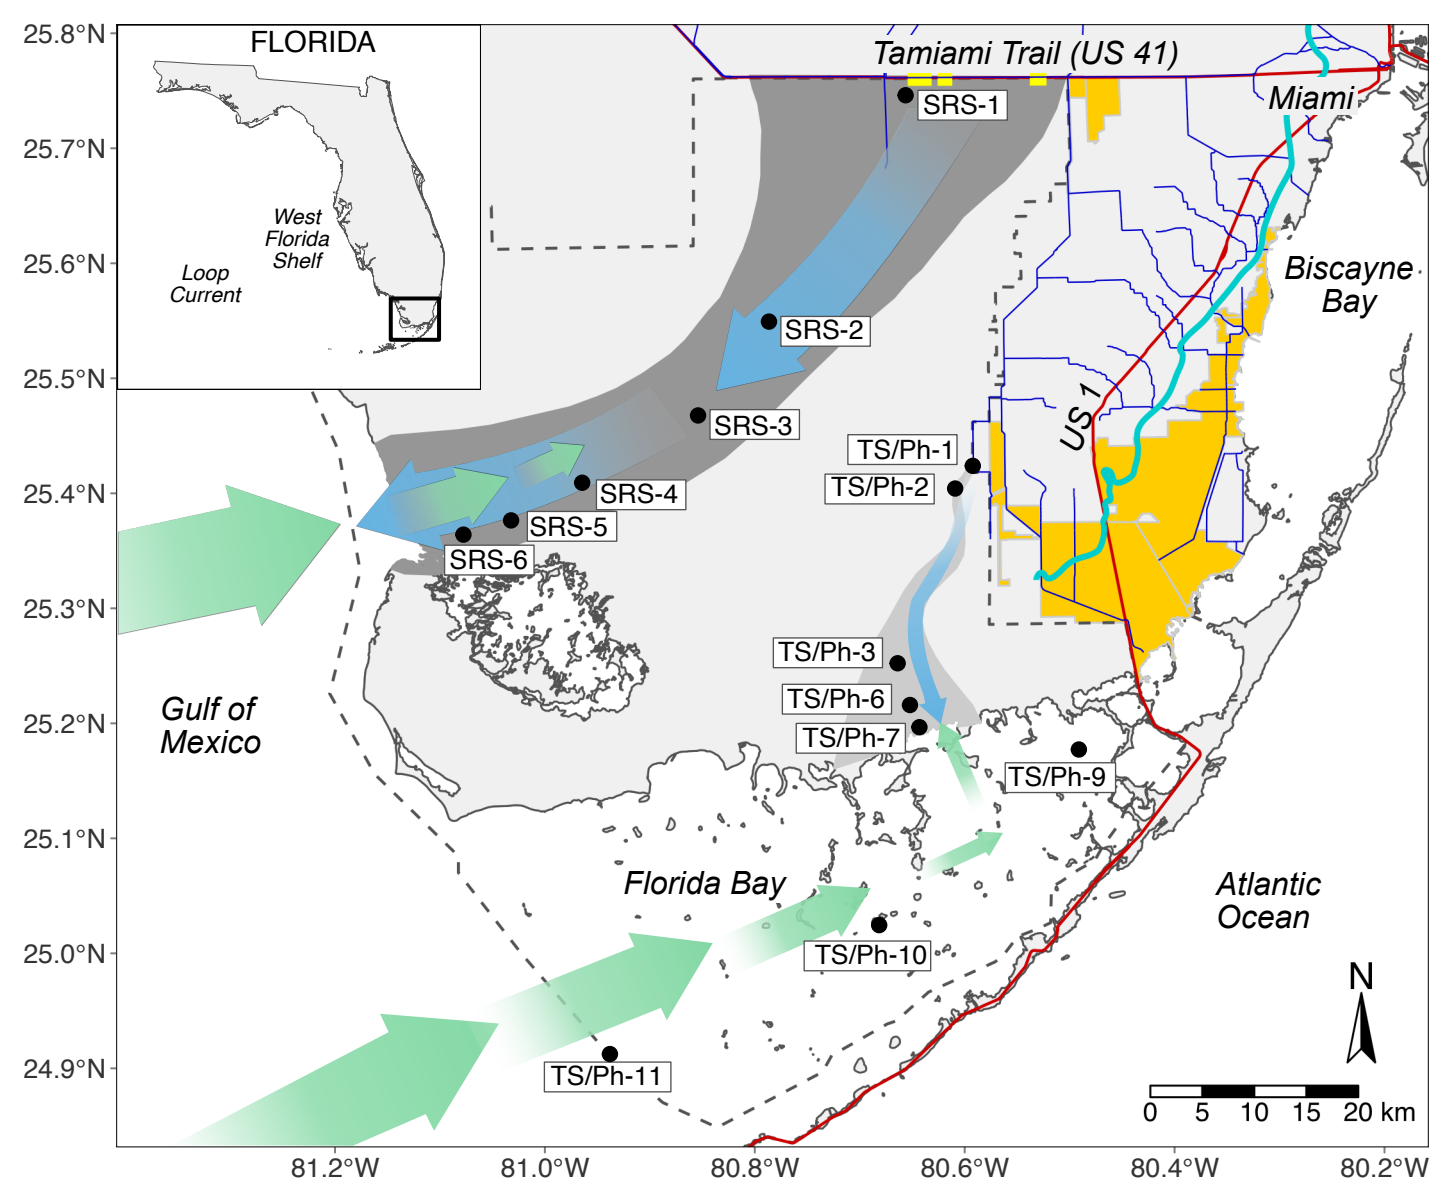 25.8°N
25.7°N
25.6°N
25.5°N
25.4°N
25.3°N
25.2°N
25.1°N
25.0°N
24.9°N
FLORIDA
West
Florida
Shelf
Loop
Current
Tamiami Trail (US 41)
Miami
SRS-1
Biscayne
Bay
SRS-2
US 1
SRS-3
TS/Ph-1
TS/Ph-2
SRS-4
SRS-5
SRS-6
TS/Ph-3
TS/Ph-6
TS/Ph-7
Gulf of
Mexico
TS/Ph-9
Florida Bay
Atlantic
Ocean
TS/Ph-10
N
TS/Ph-11
0 5 10 15 20 km
81.2°W 81.0°W 80.8°W 80.6°W 80.4°W 80.2°W